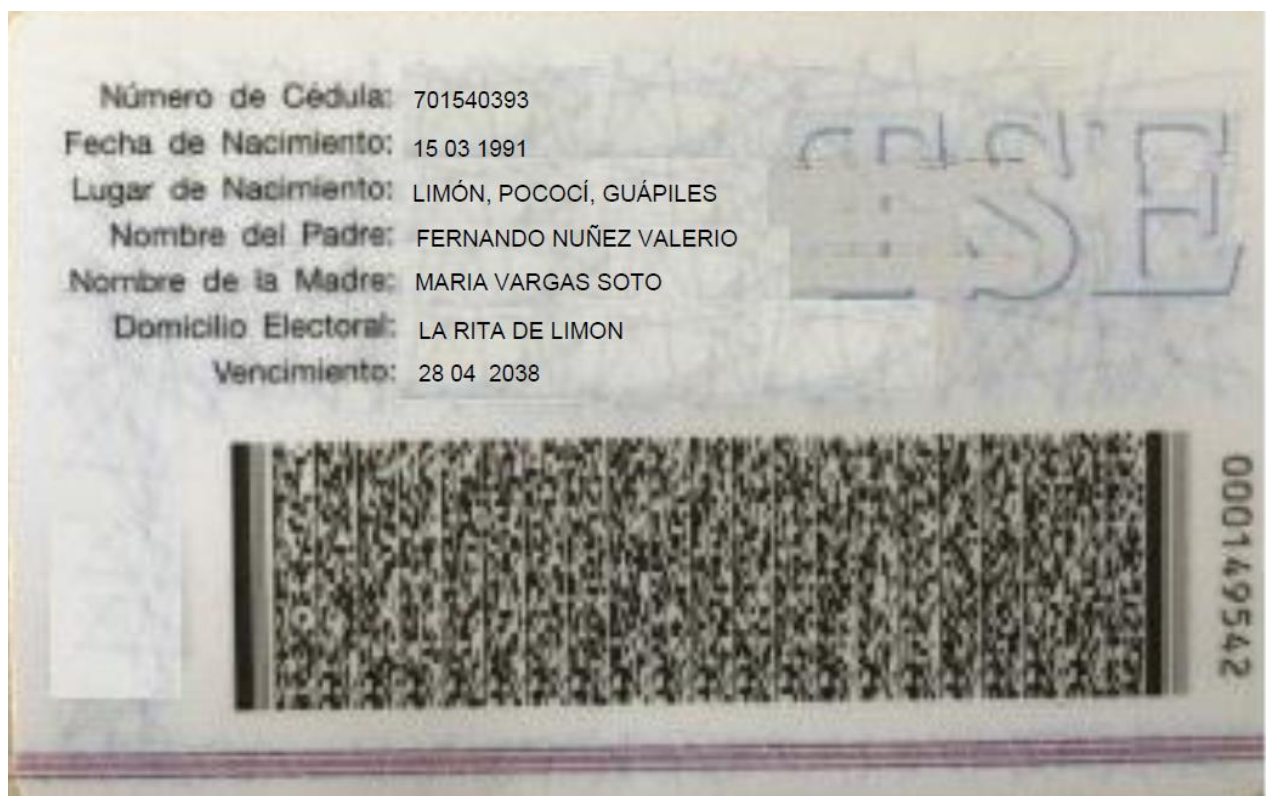 Número de Cédula: 701540393
Fecha de Nacimiento: 15 03 1991
Lugar de Nacimiento: LIMÓN, POCOCÍ, GUÁPILES
Nombre del Padre: FERNANDO NUÑEZ VALERIO
Nombre de la Madre: MARIA VARGAS SOTO
Domicilio Electoral: LA RITA DE LIMON
Vencimiento: 28 04 2038
TSE
000149542